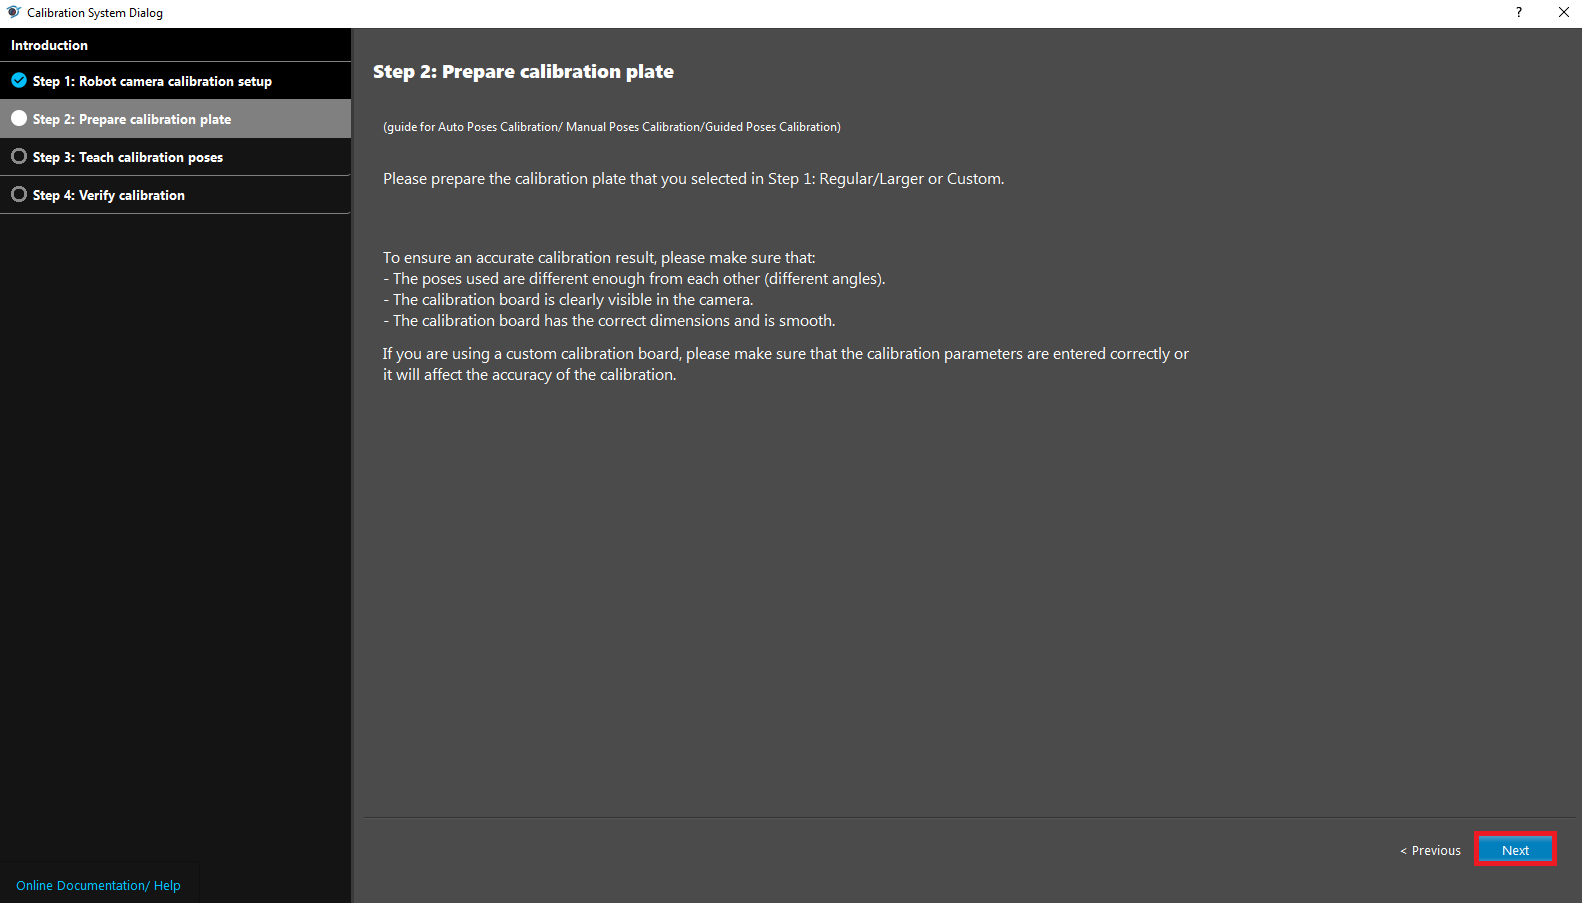 Calibration System Dialog
?
Introduction
Step 1: Robot camera calibration setup
Step 2: Prepare calibration plate
Step 3: Teach calibration poses
Step 4: Verify calibration
Online Documentation/ Help
Step 2: Prepare calibration plate
(guide for Auto Poses Calibration/ Manual Poses Calibration/Guided Poses Calibration)
Please prepare the calibration plate that you selected in Step 1: Regular/Larger or Custom.
To ensure an accurate calibration result, please make sure that:
- The poses used are different enough from each other (different angles).
- The calibration board is clearly visible in the camera.
- The calibration board has the correct dimensions and is smooth.
If you are using a custom calibration board, please make sure that the calibration parameters are entered correctly or
it will affect the accuracy of the calibration.
< Previous
Next